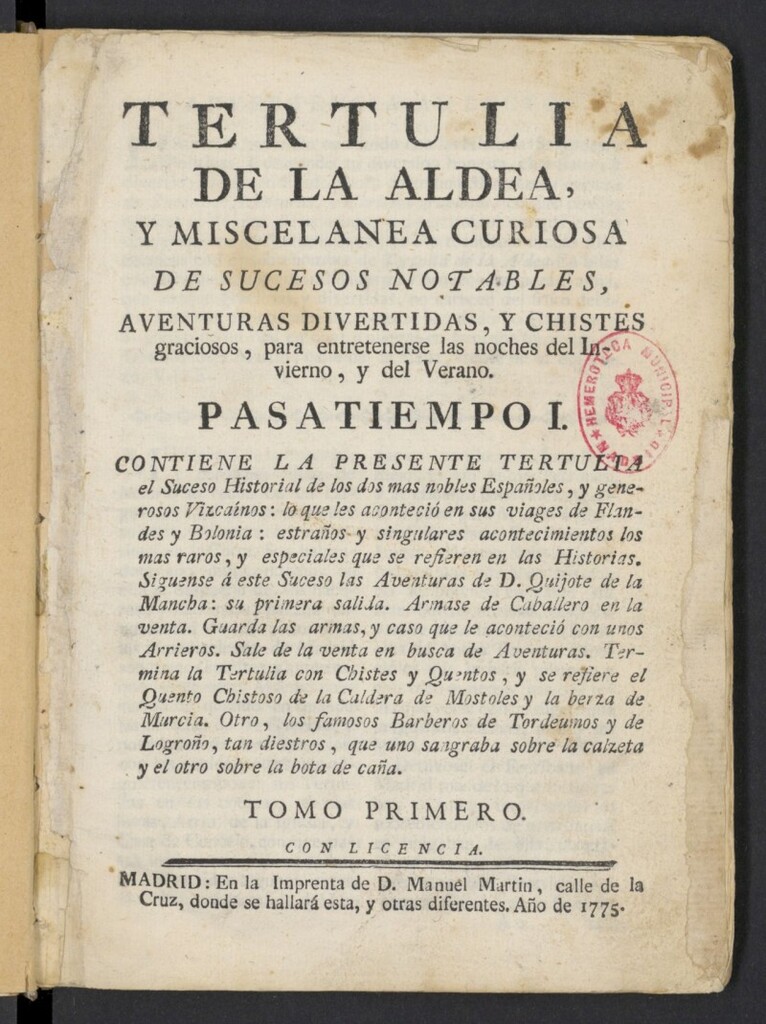 TERTULIA
DE LA ALDEA,
Y MISCELANEA CURIOSA
DE SUCESOS NOTABLES,
AVENTURAS DIVERTIDAS, Y CHISTES
graciosos, para entretenerse las noches del In-
vierno, y del Verano.
HEMEROTECA MUNICIPAL * MADRID *
PASATIEMPO I.
CONTIENE LA PRESENTE TERTULIA
el Suceso Historial de los dos mas nobles Españoles, y gene-
rosos Vizcaínos: lo que les aconteció en sus viages de Flan-
des y Bolonia: estraños y singulares acontecimientos los
mas raros, y especiales que se refieren en las Historias.
Siguense á este Suceso las Aventuras de D. Quijote de la
Mancha: su primera salida. Armase de Caballero en la
venta. Guarda las armas, y caso que le aconteció con unos
Arrieros. Sale de la venta en busca de Aventuras. Ter-
mina la Tertulia con Chistes y Quentos, y se refiere el
Quento Chistoso de la Caldera de Mostoles y la berza de
Murcia. Otro, los famosos Barberos de Tordeumos y de
Logroño, tan diestros, que uno sangraba sobre la calzeta
y el otro sobre la bota de caña.
TOMO PRIMERO.
CON LICENCIA.
MADRID: En la Imprenta de D. Manuel Martin, calle de la
Cruz, donde se hallará esta, y otras diferentes. Año de 1775.